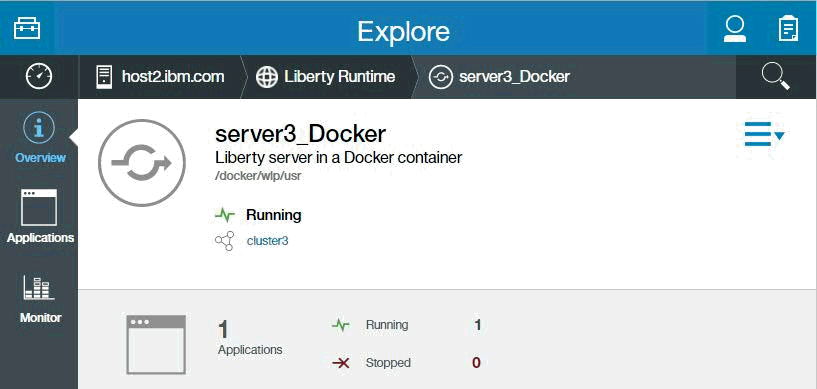 Explore
host2.ibm.com Liberty Runtime server3_Docker
Overview
Applications
Monitor
server3_Docker
Liberty server in a Docker container
/docker/wlp/usr
Running
cluster3
1
Applications
Running 1
Stopped 0